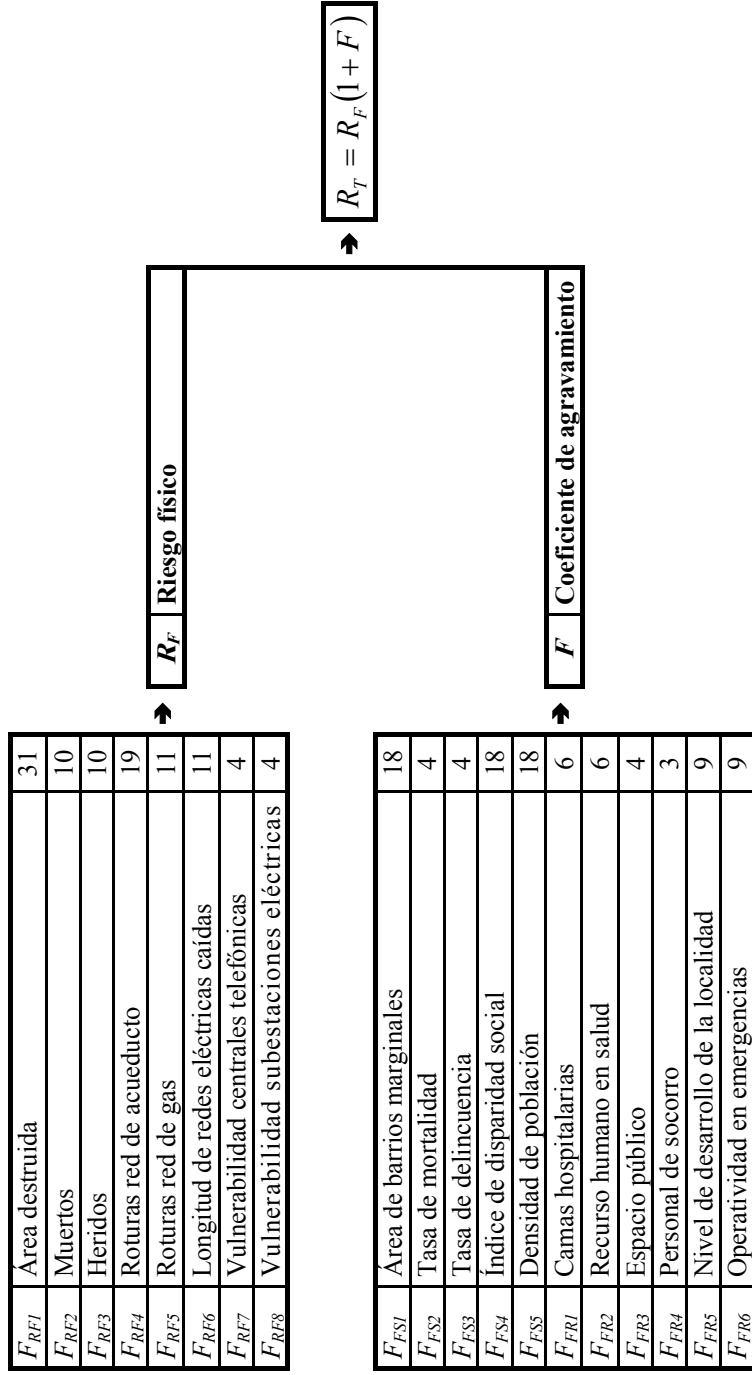 F_RF1 Área destruida 31
F_RF2 Muertos 10
F_RF3 Heridos 10
F_RF4 Roturas red de acueducto 19
F_RF5 Roturas red de gas 11
F_RF6 Longitud de redes eléctricas caídas 11
F_RF7 Vulnerabilidad centrales telefónicas 4
F_RF8 Vulnerabilidad subestaciones eléctricas 4
R_F Riesgo físico
F_FS1 Área de barrios marginales 18
F_FS2 Tasa de mortalidad 4
F_FS3 Tasa de delincuencia 4
F_FS4 Índice de disparidad social 18
F_FS5 Densidad de población 18
F_FR1 Camas hospitalarias 6
F_FR2 Recurso humano en salud 6
F_FR3 Espacio público 4
F_FR4 Personal de socorro 3
F_FR5 Nivel de desarrollo de la localidad 9
F_FR6 Operatividad en emergencias 9
F Coeficiente de agravamiento
R_T = R_F (1 + F)